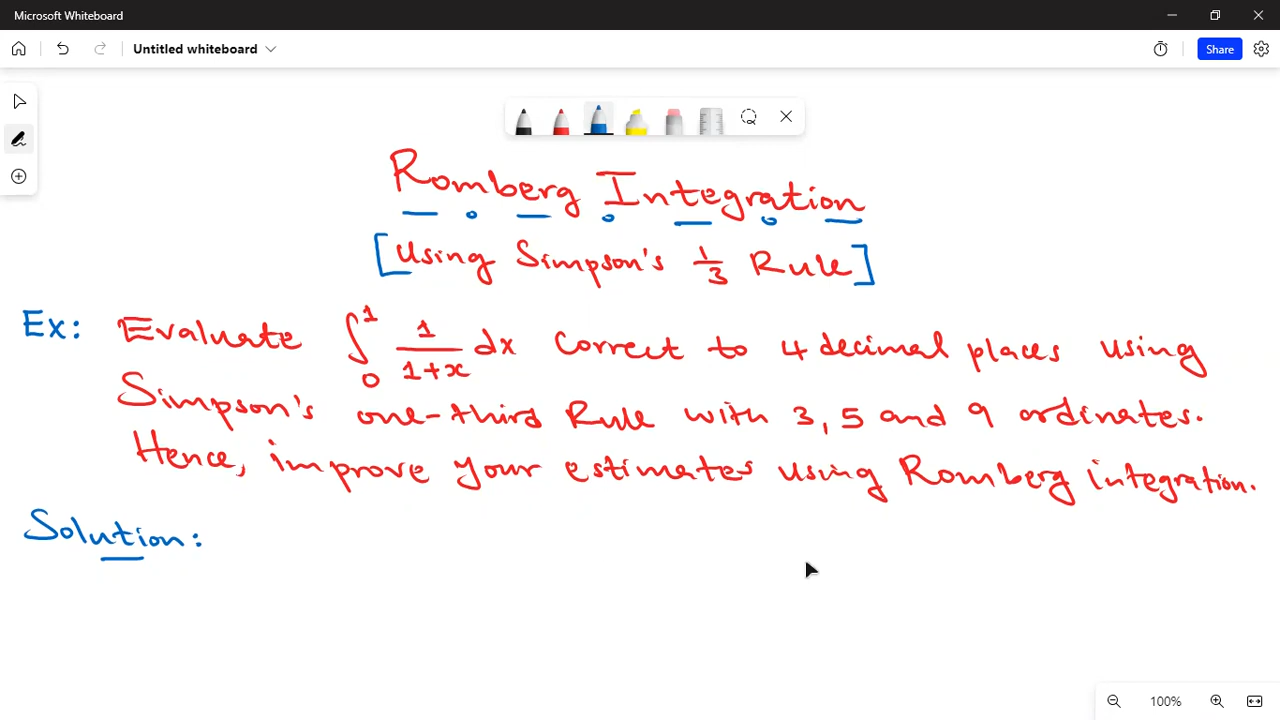 Microsoft Whiteboard
Untitled whiteboard
Share
Romberg Integration
[Using Simpson's 1/3 Rule]
Ex: Evaluate ∫₀¹ 1/(1+x) dx correct to 4 decimal places using
Simpson's one-third Rule with 3, 5 and 9 ordinates.
Hence, improve your estimates using Romberg integration.
Solution:
100%